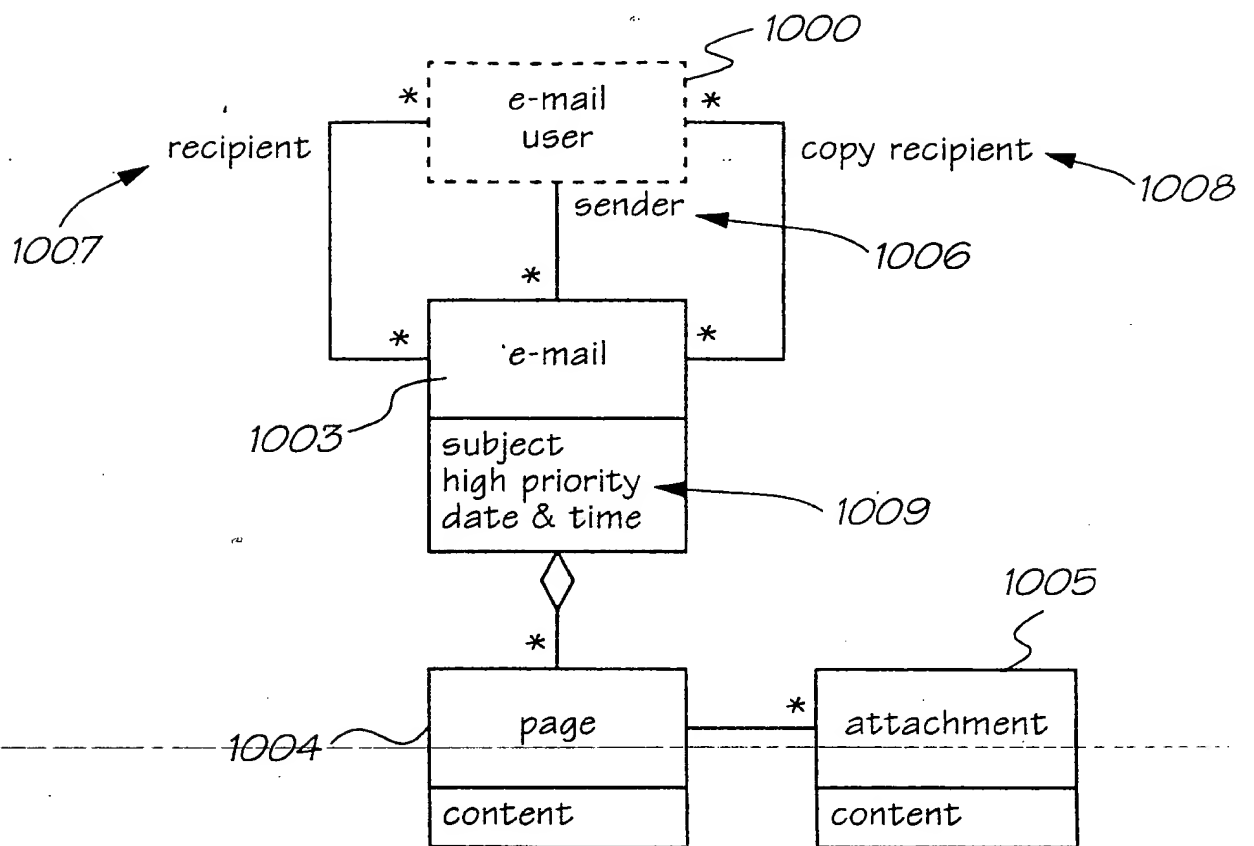 1000
* e-mail *
user
recipient
copy recipient
1008
1007
sender
1006
*
* e-mail *
1003
subject
high priority
date & time
1009
1005
*
page * attachment
1004
content content